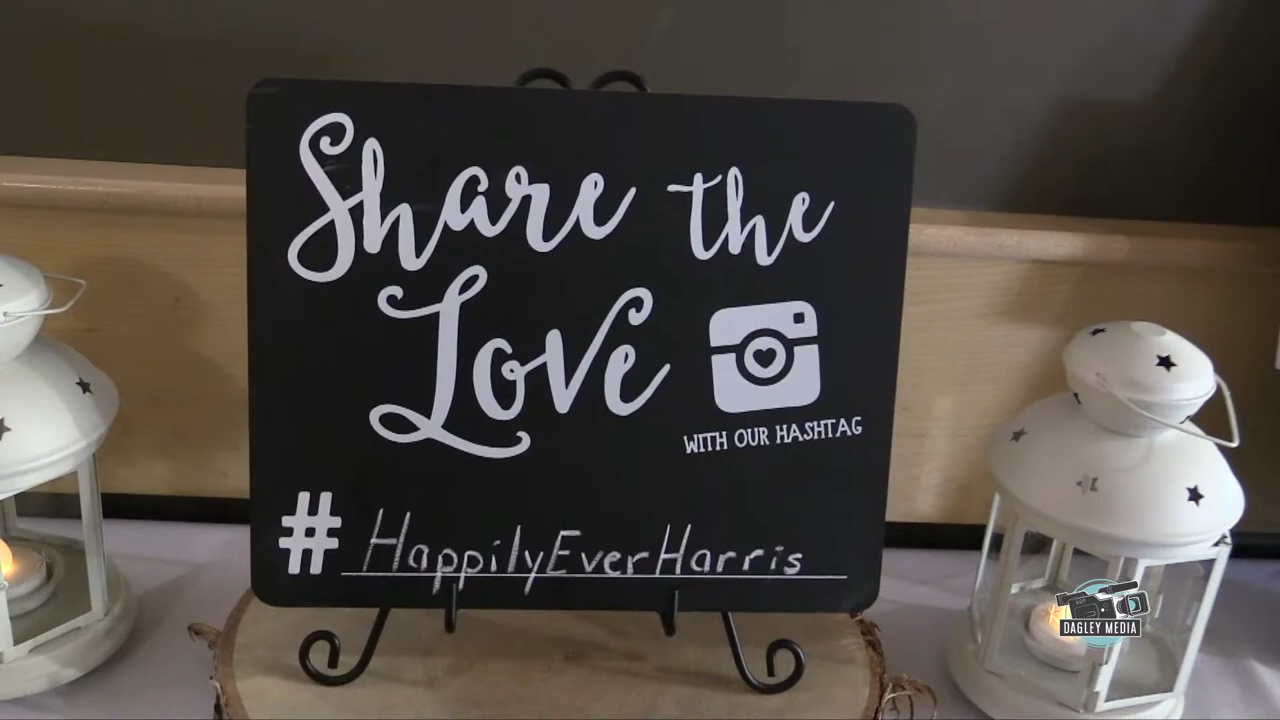 Share the
Love
WITH OUR HASHTAG
# HappilyEverHarris
DAGLEY MEDIA